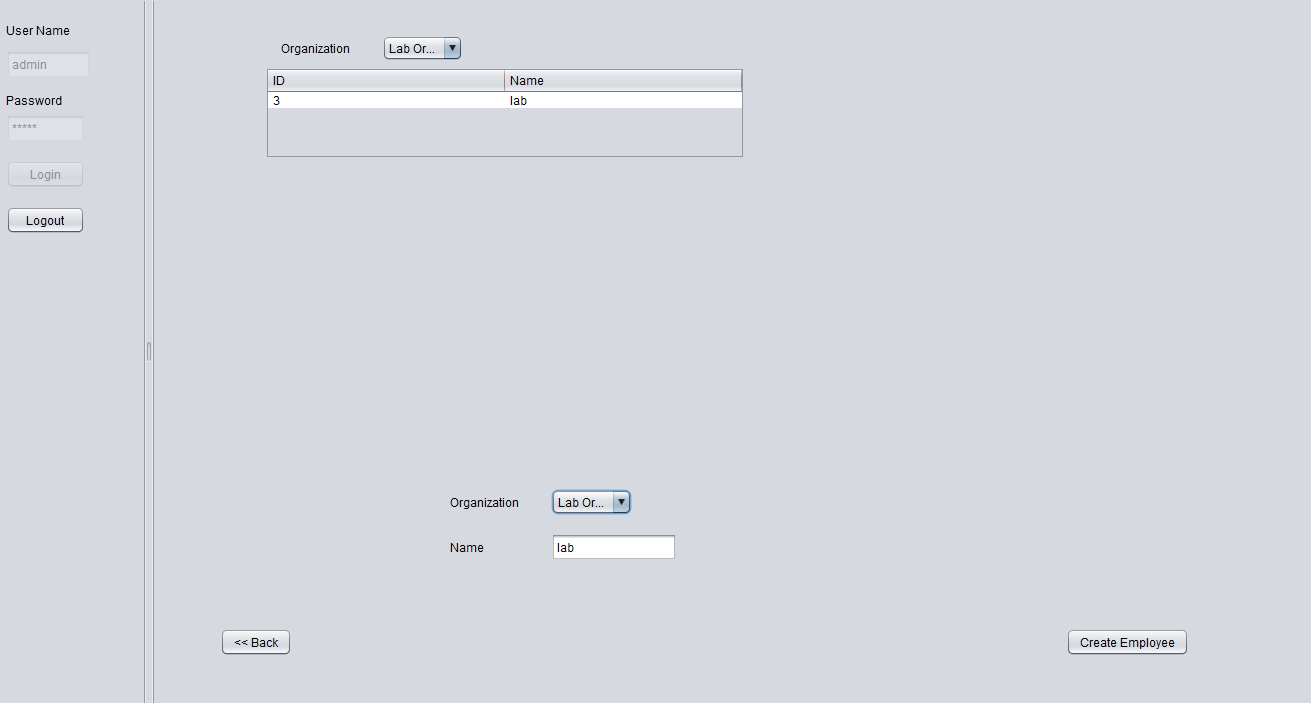 User Name
admin
Password
*****
Login
Logout
Organization Lab Or...
ID Name
3 lab
Organization Lab Or...
Name lab
<< Back Create Employee